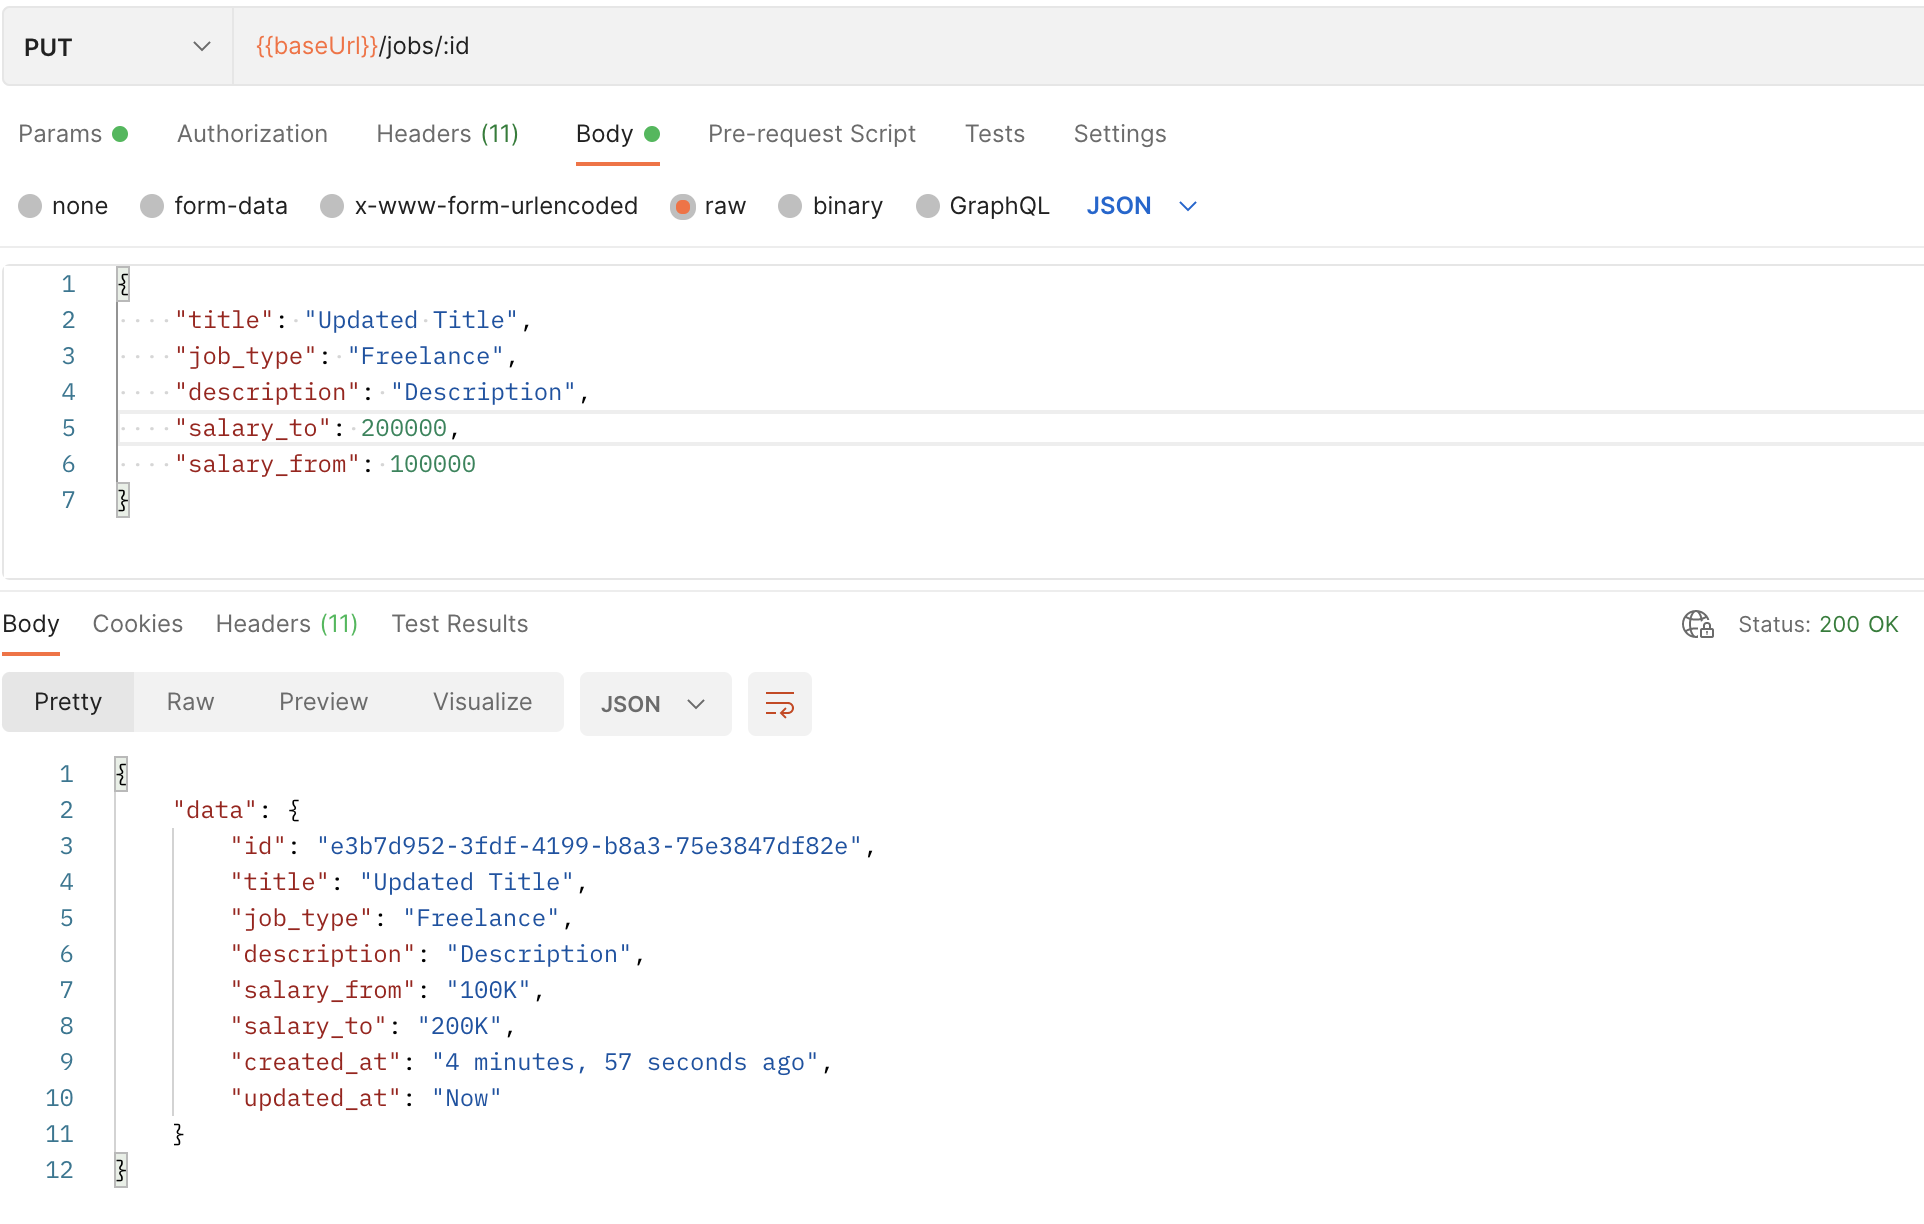 PUT {{baseUrl}}/jobs/:id
Params Authorization Headers (11) Body Pre-request Script Tests Settings
none form-data x-www-form-urlencoded raw binary GraphQL JSON
1 {
2 "title": "Updated Title",
3 "job_type": "Freelance",
4 "description": "Description",
5 "salary_to": 200000,
6 "salary_from": 100000
7 }
Body Cookies Headers (11) Test Results Status: 200 OK
Pretty Raw Preview Visualize JSON
1 {
2 "data": {
3 "id": "e3b7d952-3fdf-4199-b8a3-75e3847df82e",
4 "title": "Updated Title",
5 "job_type": "Freelance",
6 "description": "Description",
7 "salary_from": "100K",
8 "salary_to": "200K",
9 "created_at": "4 minutes, 57 seconds ago",
10 "updated_at": "Now"
11 }
12 }